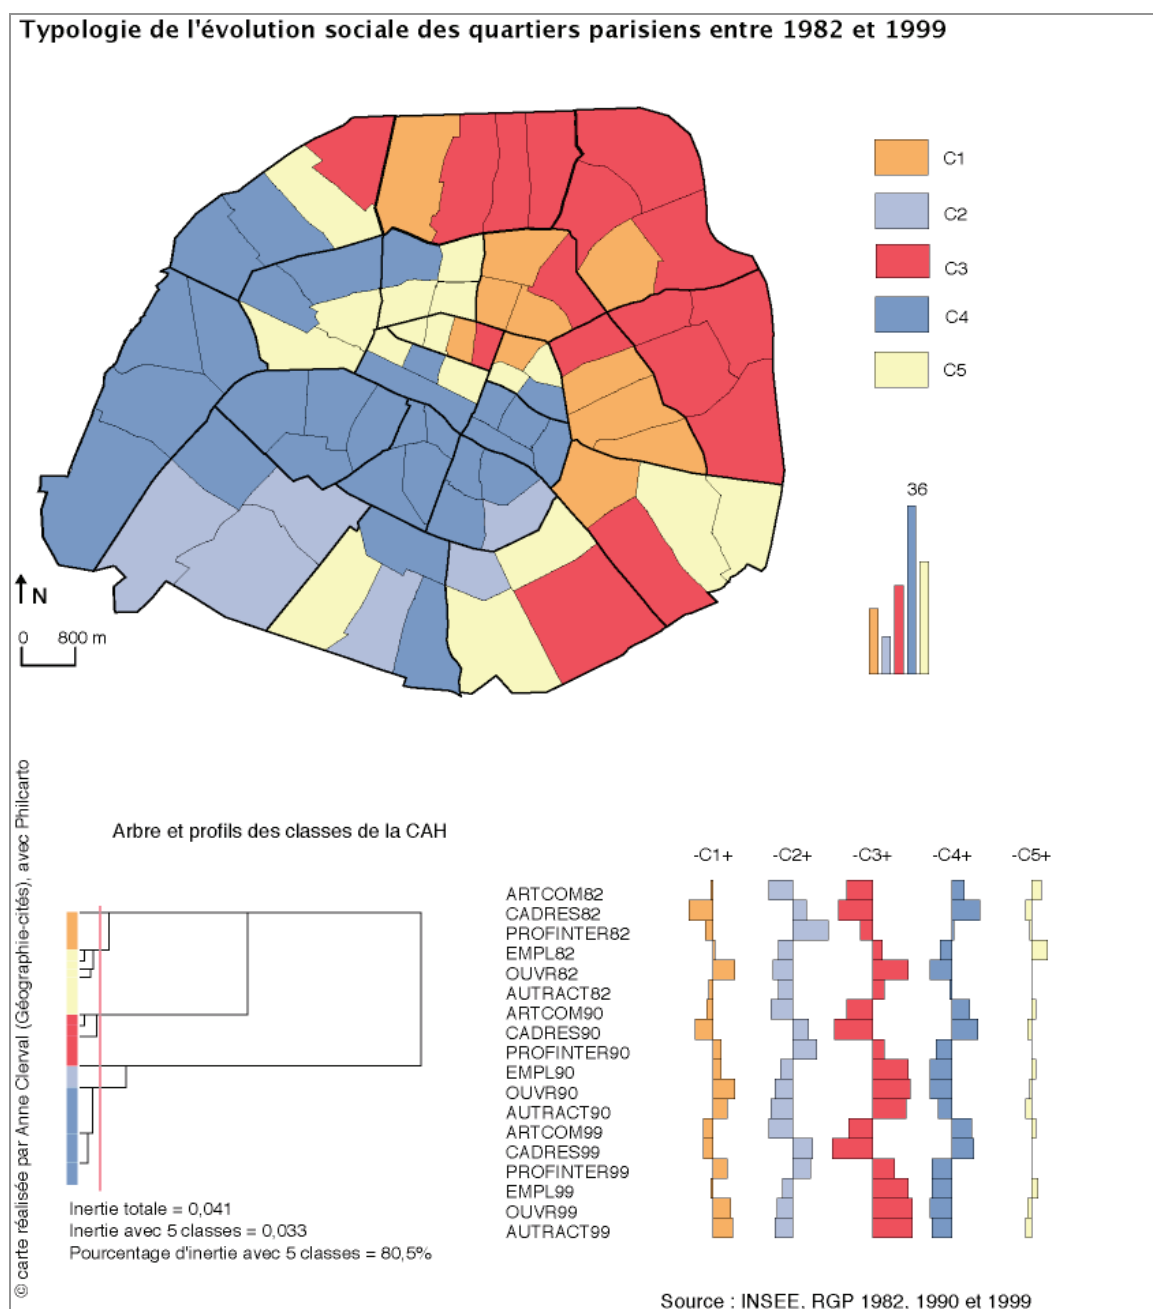 Typologie de l'évolution sociale des quartiers parisiens entre 1982 et 1999
C1
C2
C3
C4
C5
36
N
0 800 m
© carte réalisée par Anne Clerval (Géographie-cités), avec Philcarto
Arbre et profils des classes de la CAH
-C1+ -C2+ -C3+ -C4+ -C5+
ARTCOM82
CADRES82
PROFINTER82
EMPL82
OUVR82
AUTRACT82
ARTCOM90
CADRES90
PROFINTER90
EMPL90
OUVR90
AUTRACT90
ARTCOM99
CADRES99
PROFINTER99
EMPL99
OUVR99
AUTRACT99
Inertie totale = 0,041
Inertie avec 5 classes = 0,033
Pourcentage d'inertie avec 5 classes = 80,5%
Source : INSEE, RGP 1982, 1990 et 1999